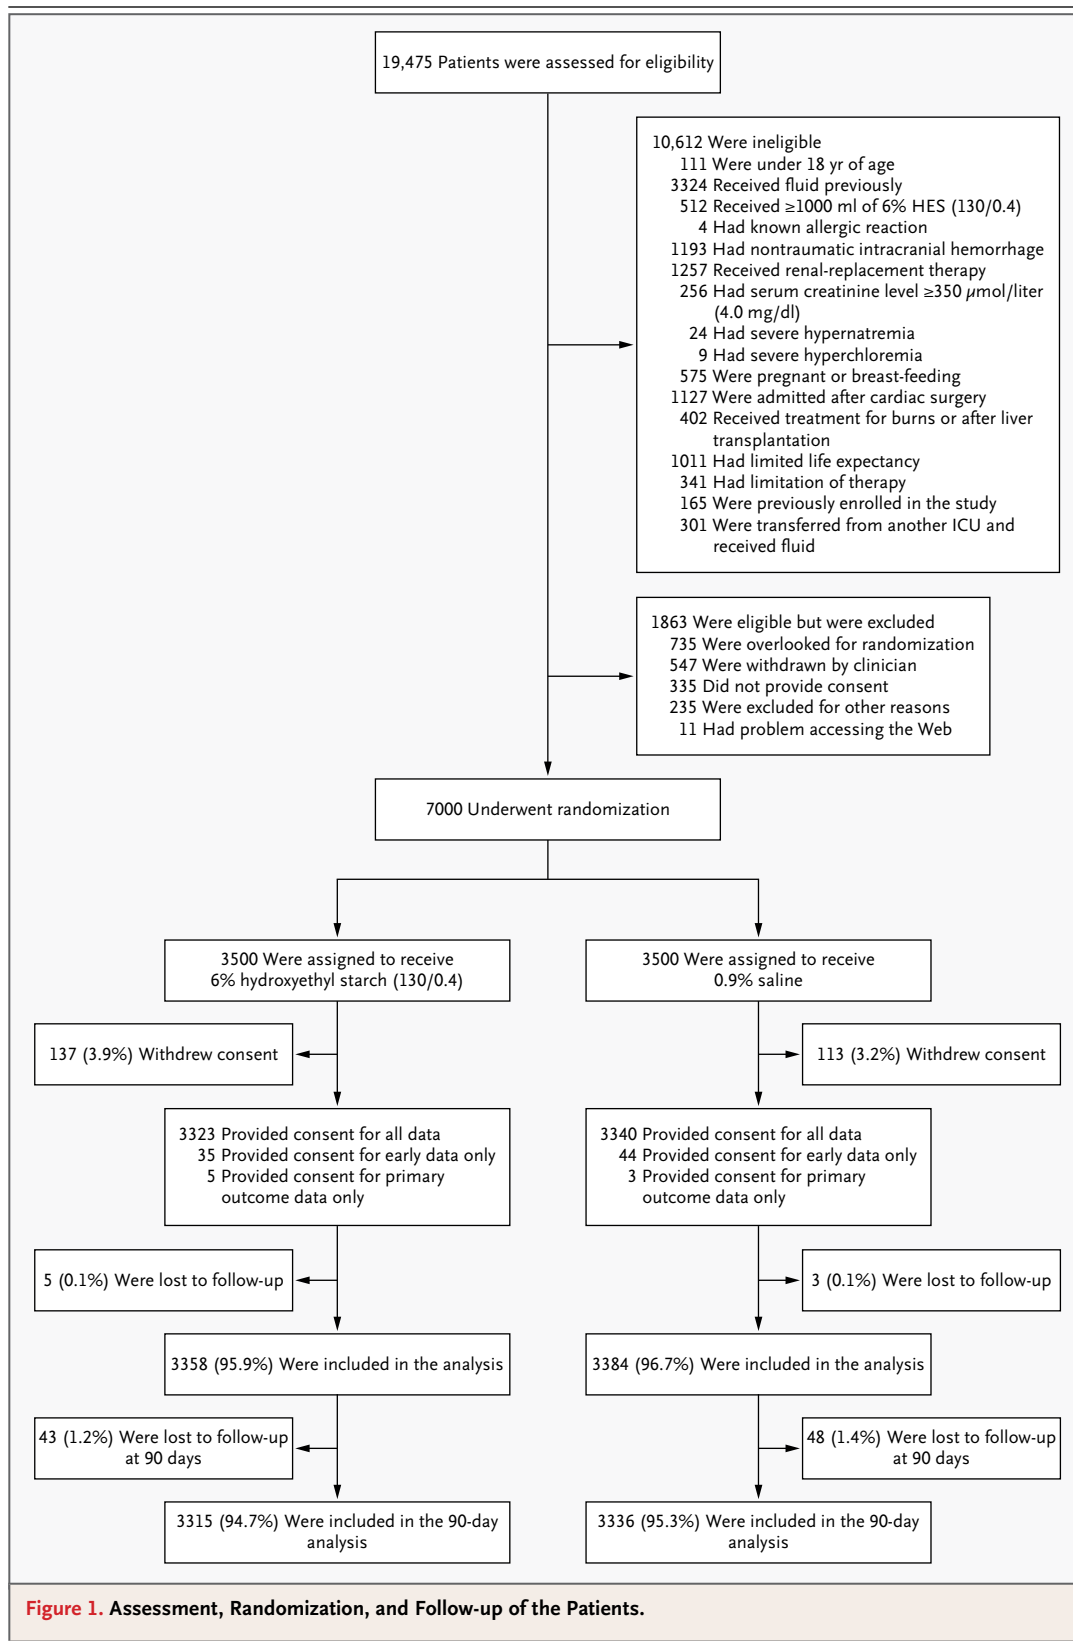 19,475 Patients were assessed for eligibility
10,612 Were ineligible
111 Were under 18 yr of age
3324 Received fluid previously
512 Received ≥1000 ml of 6% HES (130/0.4)
4 Had known allergic reaction
1193 Had nontraumatic intracranial hemorrhage
1257 Received renal-replacement therapy
256 Had serum creatinine level ≥350 µmol/liter
(4.0 mg/dl)
24 Had severe hypernatremia
9 Had severe hyperchloremia
575 Were pregnant or breast-feeding
1127 Were admitted after cardiac surgery
402 Received treatment for burns or after liver
transplantation
1011 Had limited life expectancy
341 Had limitation of therapy
165 Were previously enrolled in the study
301 Were transferred from another ICU and
received fluid
1863 Were eligible but were excluded
735 Were overlooked for randomization
547 Were withdrawn by clinician
335 Did not provide consent
235 Were excluded for other reasons
11 Had problem accessing the Web
7000 Underwent randomization
3500 Were assigned to receive
6% hydroxyethyl starch (130/0.4)
3500 Were assigned to receive
0.9% saline
137 (3.9%) Withdrew consent
113 (3.2%) Withdrew consent
3323 Provided consent for all data
35 Provided consent for early data only
5 Provided consent for primary
outcome data only
3340 Provided consent for all data
44 Provided consent for early data only
3 Provided consent for primary
outcome data only
5 (0.1%) Were lost to follow-up
3 (0.1%) Were lost to follow-up
3358 (95.9%) Were included in the analysis
3384 (96.7%) Were included in the analysis
43 (1.2%) Were lost to follow-up
at 90 days
48 (1.4%) Were lost to follow-up
at 90 days
3315 (94.7%) Were included in the 90-day
analysis
3336 (95.3%) Were included in the 90-day
analysis
Figure 1. Assessment, Randomization, and Follow-up of the Patients.